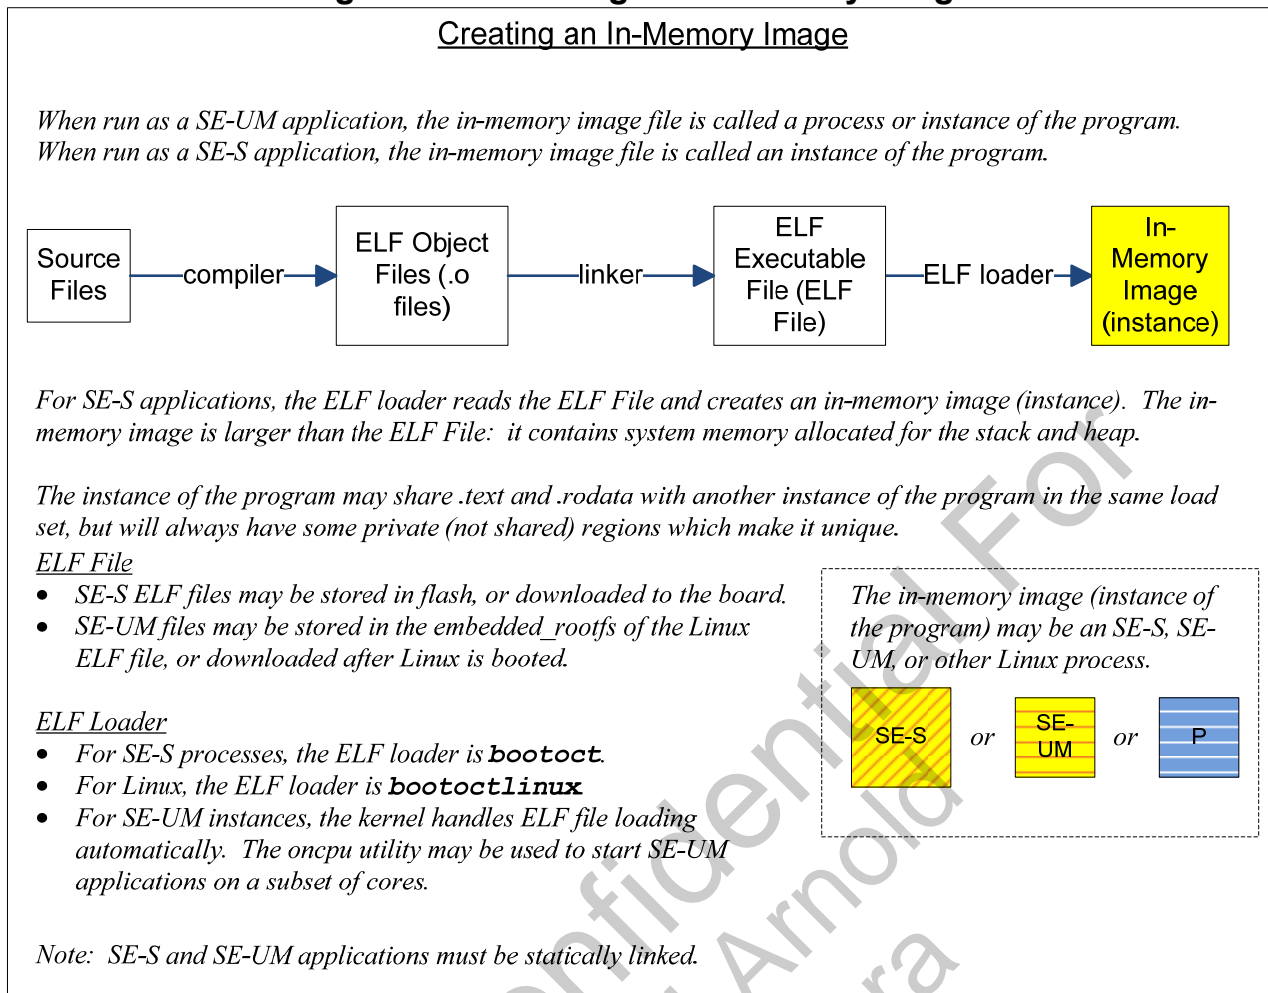 Creating an In-Memory Image
When run as a SE-UM application, the in-memory image file is called a process or instance of the program.
When run as a SE-S application, the in-memory image file is called an instance of the program.
Source
Files
compiler
ELF Object
Files (.o
files)
linker
ELF
Executable
File (ELF
File)
ELF loader
In-
Memory
Image
(instance)
For SE-S applications, the ELF loader reads the ELF File and creates an in-memory image (instance).  The in-
memory image is larger than the ELF File:  it contains system memory allocated for the stack and heap.
The instance of the program may share .text and .rodata with another instance of the program in the same load
set, but will always have some private (not shared) regions which make it unique.
ELF File
• SE-S ELF files may be stored in flash, or downloaded to the board.
• SE-UM files may be stored in the embedded_rootfs of the Linux
ELF file, or downloaded after Linux is booted.
ELF Loader
• For SE-S processes, the ELF loader is bootoct.
• For Linux, the ELF loader is bootoctlinux.
• For SE-UM instances, the kernel handles ELF file loading
automatically.  The oncpu utility may be used to start SE-UM
applications on a subset of cores.
The in-memory image (instance of
the program) may be an SE-S, SE-
UM, or other Linux process.
SE-S
or
SE-
UM
or
P
Note:  SE-S and SE-UM applications must be statically linked.
For
Arnold